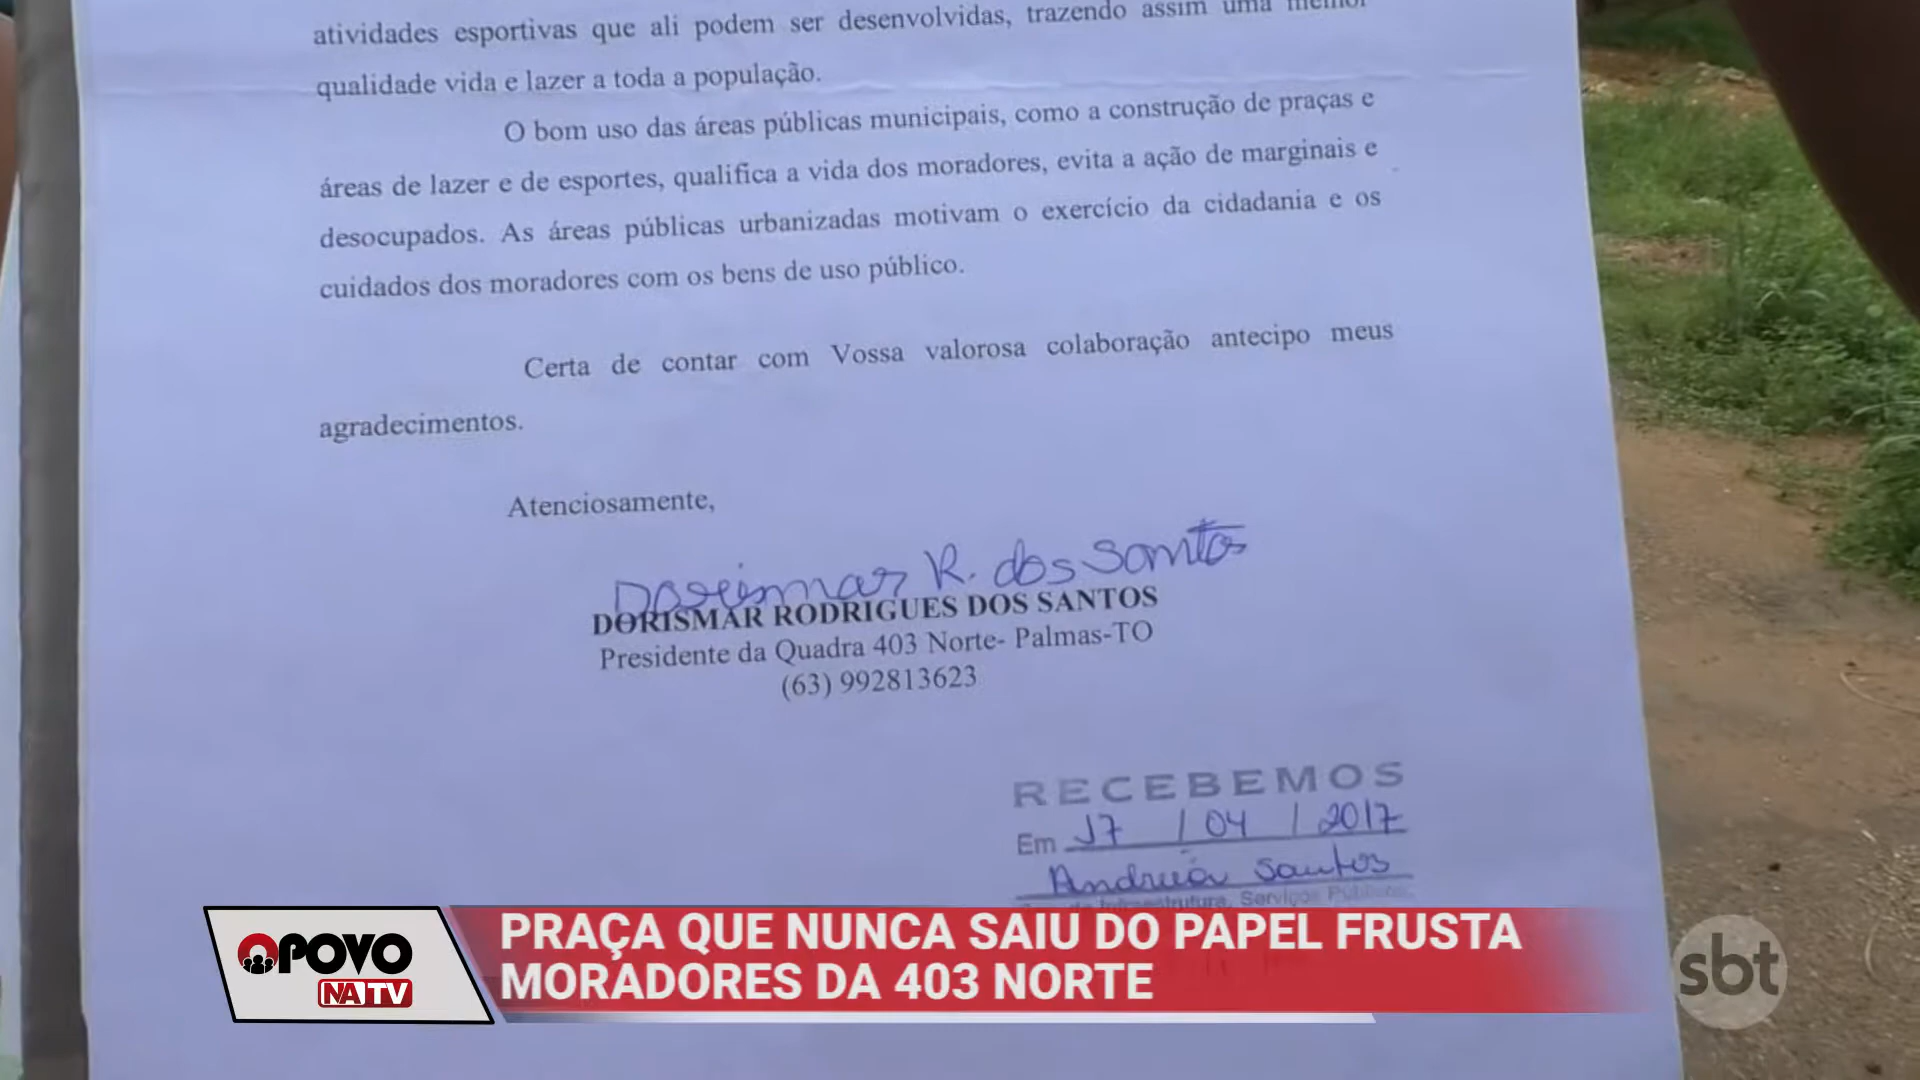 atividades esportivas que ali podem ser desenvolvidas, trazendo assim uma melhor
qualidade vida e lazer a toda a população.
O bom uso das áreas públicas municipais, como a construção de praças e
áreas de lazer e de esportes, qualifica a vida dos moradores, evita a ação de marginais e
desocupados. As áreas públicas urbanizadas motivam o exercício da cidadania e os
cuidados dos moradores com os bens de uso público.
Certa de contar com Vossa valorosa colaboração antecipo meus
agradecimentos.
Atenciosamente,
Dorismar R. dos Santos
DORISMAR RODRIGUES DOS SANTOS
Presidente da Quadra 403 Norte- Palmas-TO
(63) 992813623
RECEBEMOS
Em 17 / 04 / 2017
Andreia Santos
Infraestrutura, Serviços Públicos
O POVO
NA TV
PRAÇA QUE NUNCA SAIU DO PAPEL FRUSTA
MORADORES DA 403 NORTE
sbt